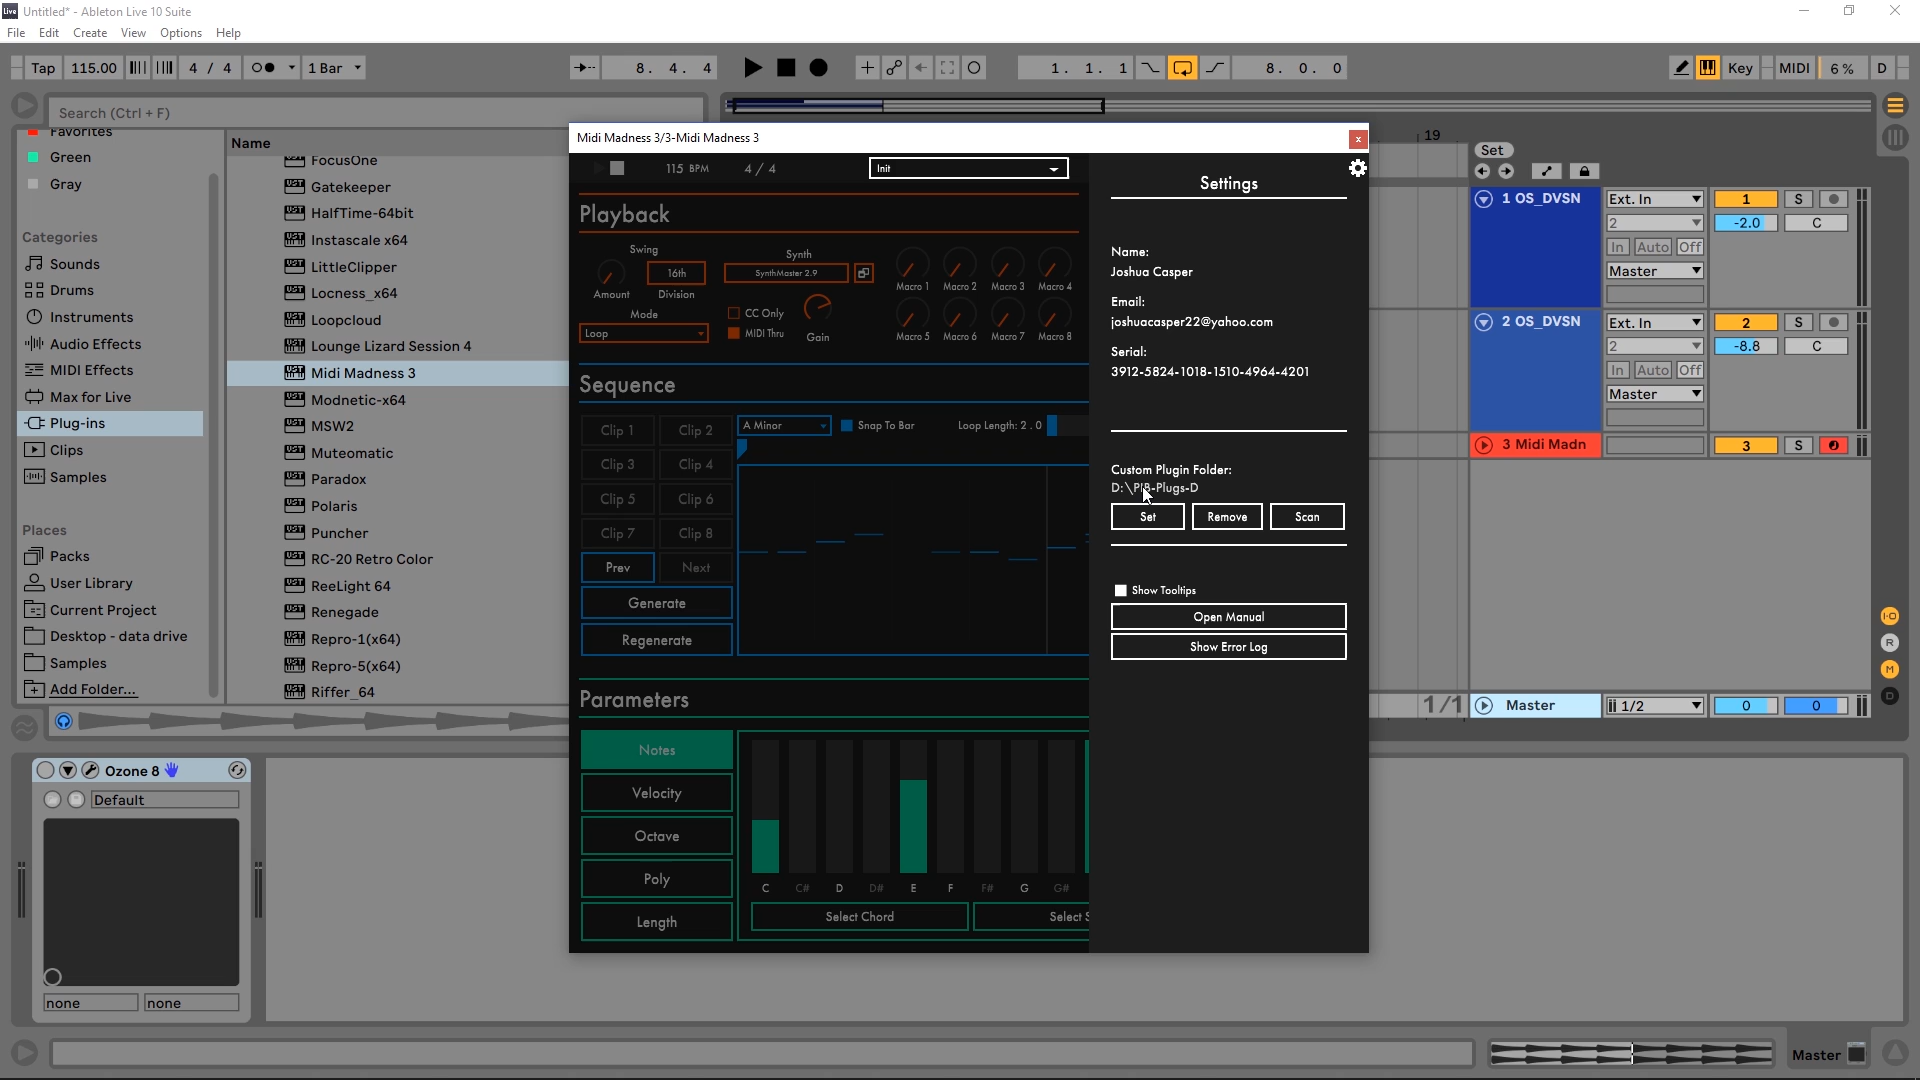 Live Untitled* - Ableton Live 10 Suite
File Edit Create View Options Help
Tap 115.00 4 / 4 1 Bar 8. 4. 4 1. 1. 1 8. 0. 0 Key MIDI 6 % D
Search (Ctrl + F)
Favorites
Green
Gray
Categories
Sounds
Drums
Instruments
Audio Effects
MIDI Effects
Max for Live
Plug-ins
Clips
Samples
Places
Packs
User Library
Current Project
Desktop - data drive
Samples
Add Folder...
Name
FocusOne
Gatekeeper
HalfTime-64bit
Instascale x64
LittleClipper
Locness_x64
Loopcloud
Lounge Lizard Session 4
Midi Madness 3
Modnetic-x64
MSW2
Muteomatic
Paradox
Polaris
Puncher
RC-20 Retro Color
ReeLight 64
Renegade
Repro-1(x64)
Repro-5(x64)
Riffer_64
Midi Madness 3/3-Midi Madness 3 x
115 BPM 4 / 4 Init
Playback
Swing
Amount
16th
Division
Mode
Loop
Synth
SynthMaster 2.9
CC Only
MIDI Thru
Gain
Macro 1 Macro 2 Macro 3 Macro 4
Macro 5 Macro 6 Macro 7 Macro 8
Sequence
Clip 1 Clip 2
Clip 3 Clip 4
Clip 5 Clip 6
Clip 7 Clip 8
Prev Next
Generate
Regenerate
A Minor Snap To Bar Loop Length: 2 . 0
Parameters
Notes
Velocity
Octave
Poly
Length
C C# D D# E F F# G G#
Select Chord Select
Settings
Name:
Joshua Casper
Email:
joshuacasper22@yahoo.com
Serial:
3912-5824-1018-1510-4964-4201
Custom Plugin Folder:
Set Remove Scan
Show Tooltips
Open Manual
Show Error Log
19
Set
1 OS_DVSN Ext. In 1 S
2 -2.0 C
In Auto Off
Master
2 OS_DVSN Ext. In 2 S
2 -8.8 C
In Auto Off
Master
3 Midi Madn 3 S
1/1 Master 1/2 0 0
I·O
R
M
D
Ozone 8
Default
none none
Master